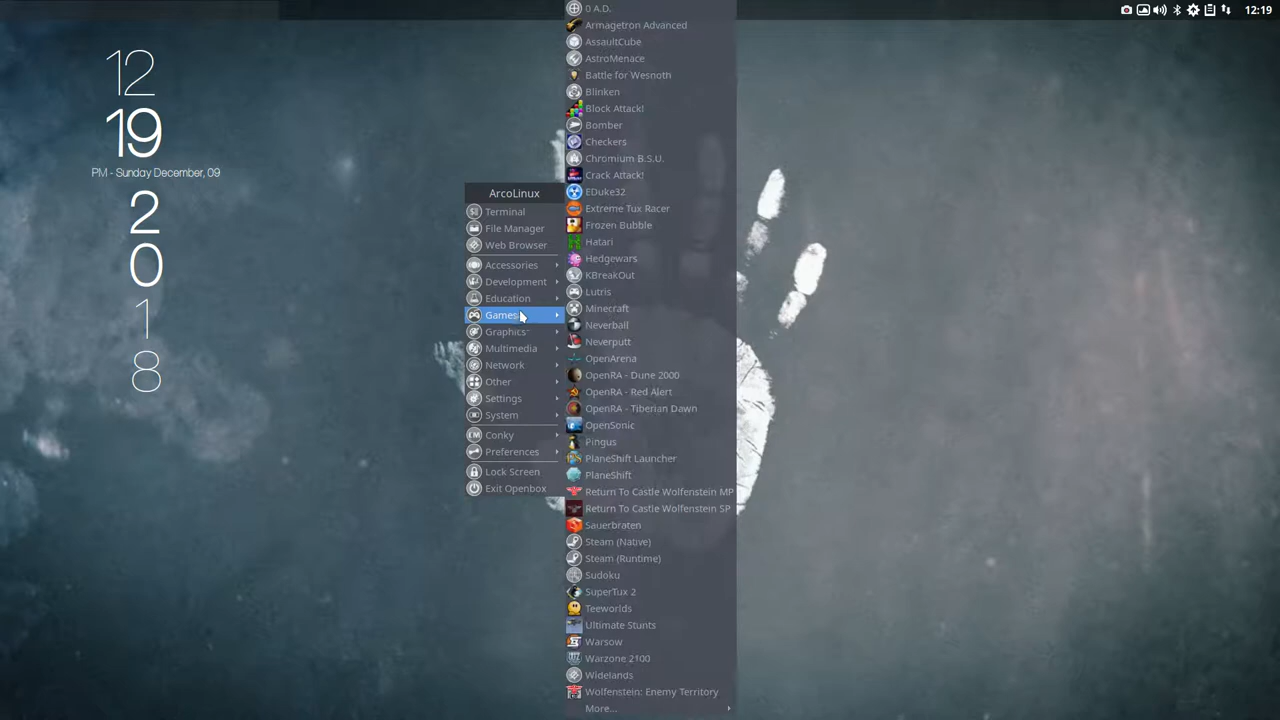 12:19
12
19
PM - Sunday December, 09
2
0
1
8
ArcoLinux
Terminal
File Manager
Web Browser
Accessories
Development
Education
Games
Graphics
Multimedia
Network
Other
Settings
System
Conky
Preferences
Lock Screen
Exit Openbox
0 A.D.
Armagetron Advanced
AssaultCube
AstroMenace
Battle for Wesnoth
Blinken
Block Attack!
Bomber
Checkers
Chromium B.S.U.
Crack Attack!
EDuke32
Extreme Tux Racer
Frozen Bubble
Hatari
Hedgewars
KBreakOut
Lutris
Minecraft
Neverball
Neverputt
OpenArena
OpenRA - Dune 2000
OpenRA - Red Alert
OpenRA - Tiberian Dawn
OpenSonic
Pingus
PlaneShift Launcher
PlaneShift
Return To Castle Wolfenstein MP
Return To Castle Wolfenstein SP
Sauerbraten
Steam (Native)
Steam (Runtime)
Sudoku
SuperTux 2
Teeworlds
Ultimate Stunts
Warsow
Warzone 2100
Widelands
Wolfenstein: Enemy Territory
More...